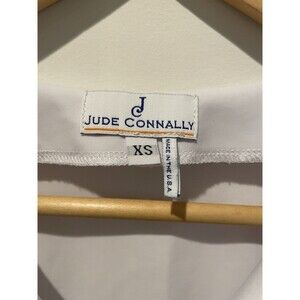 J
JUDE CONNALLY
XS
MADE IN THE U.S.A.